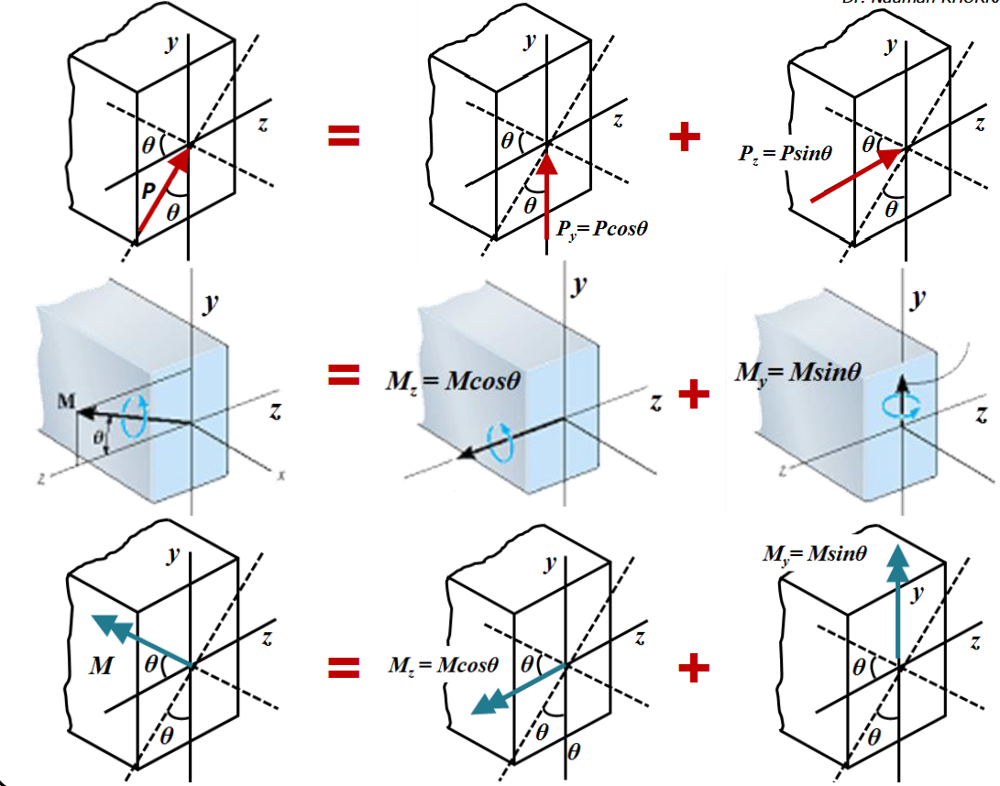 y
z
θ
P
θ
=
y
z
θ
θ
P_y = Pcosθ
+
y
z
P_z = Psinθ
θ
θ
y
z
M
θ
z
x
=
y
M_z = Mcosθ
z
+
M_y = Msinθ
y
z
z
y
z
M
θ
θ
=
y
z
M_z = Mcosθ
θ
θ
θ
+
M_y = Msinθ
y
z
θ
θ